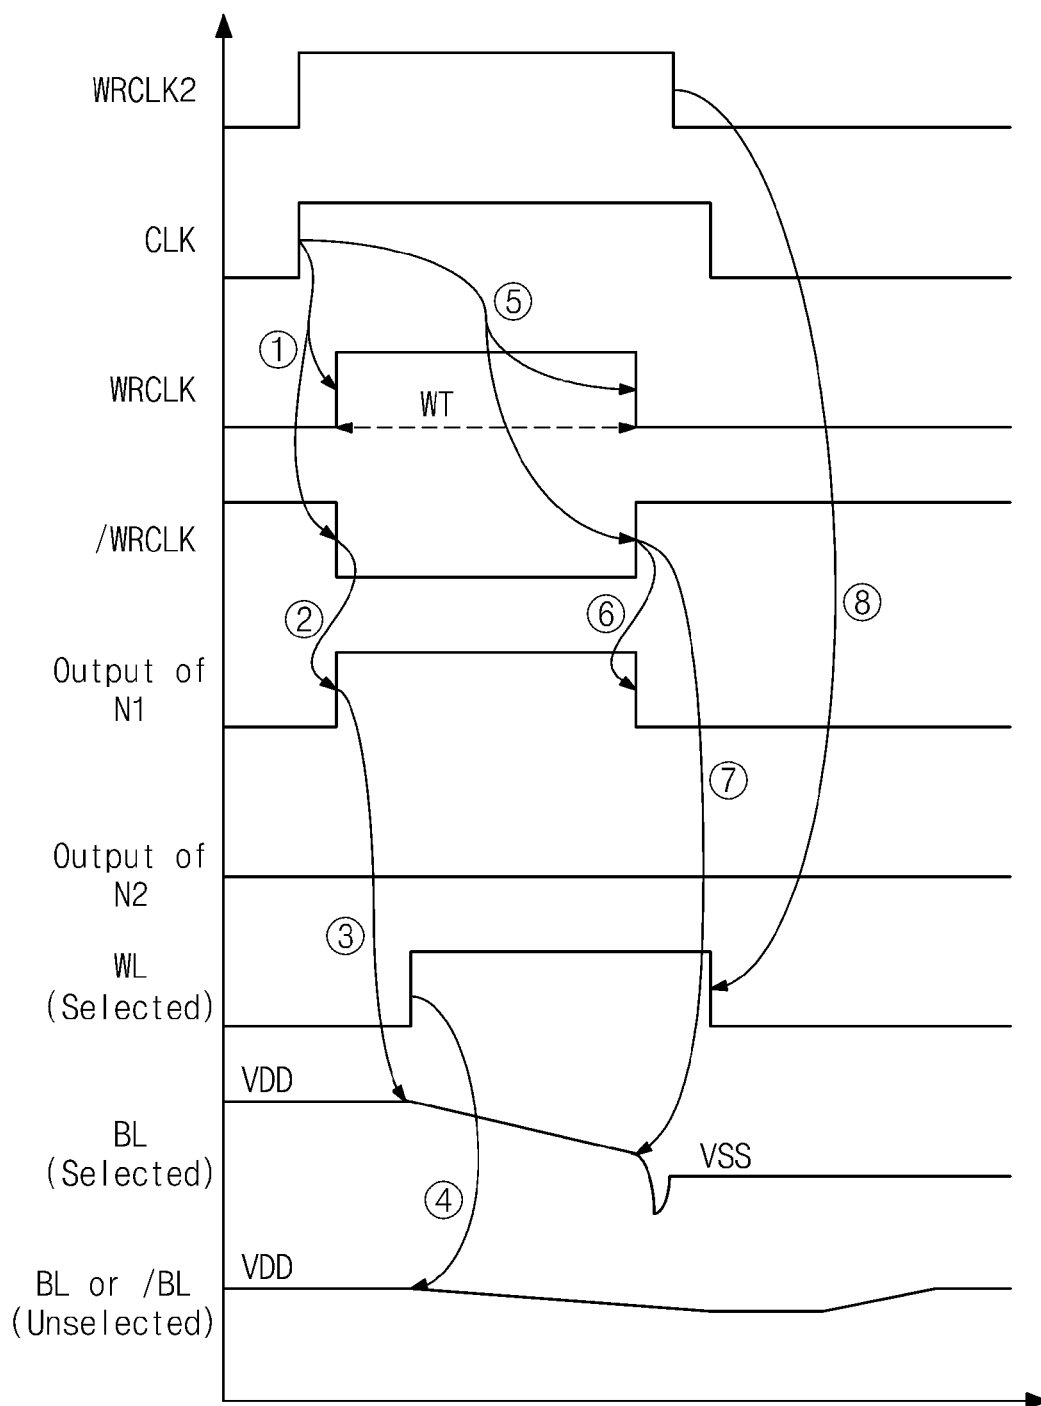 WRCLK2
CLK
⑤
①
WRCLK
WT
/WRCLK
②
⑥
⑧
Output of
N1
⑦
Output of
N2
③
WL
(Selected)
VDD
BL
(Selected)
VSS
④
VDD
BL or /BL
(Unselected)